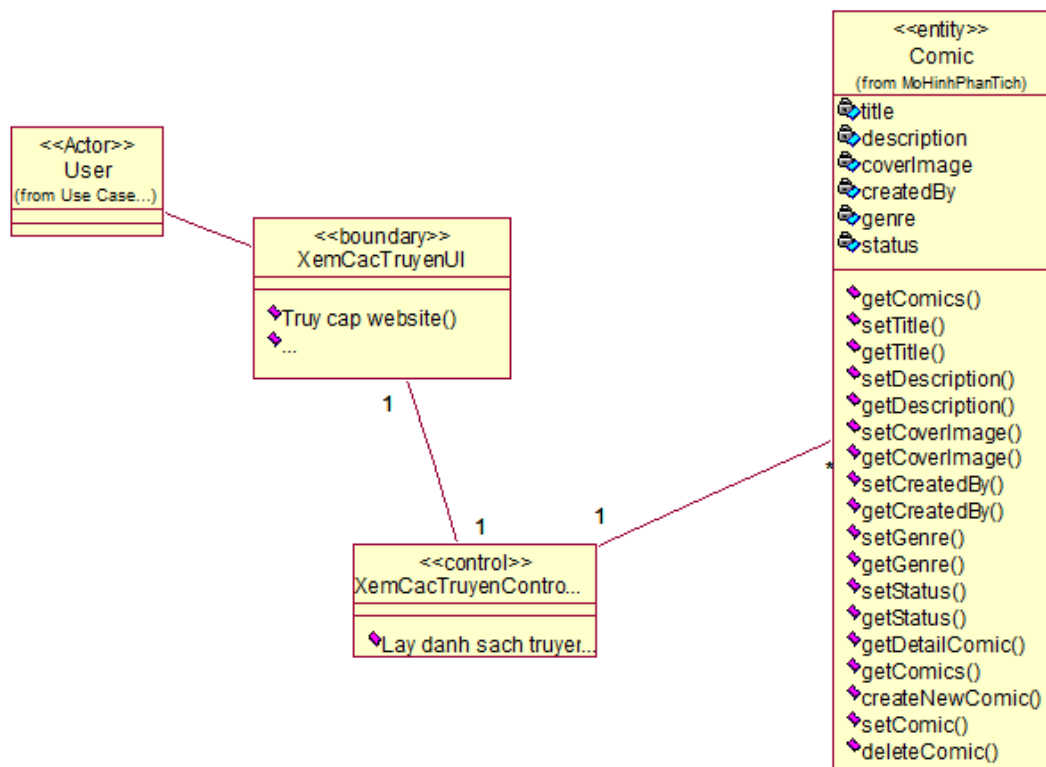 <<Actor>>
User
(from Use Case...)
<<boundary>>
XemCacTruyenUI
Truy cap website()
...
1
1
<<control>>
XemCacTruyenContro...
Lay danh sach truyer...
1
*
<<entity>>
Comic
(from MoHinhPhanTich)
title
description
coverImage
createdBy
genre
status
getComics()
setTitle()
getTitle()
setDescription()
getDescription()
setCoverImage()
getCoverImage()
setCreatedBy()
getCreatedBy()
setGenre()
getGenre()
setStatus()
getStatus()
getDetailComic()
getComics()
createNewComic()
setComic()
deleteComic()